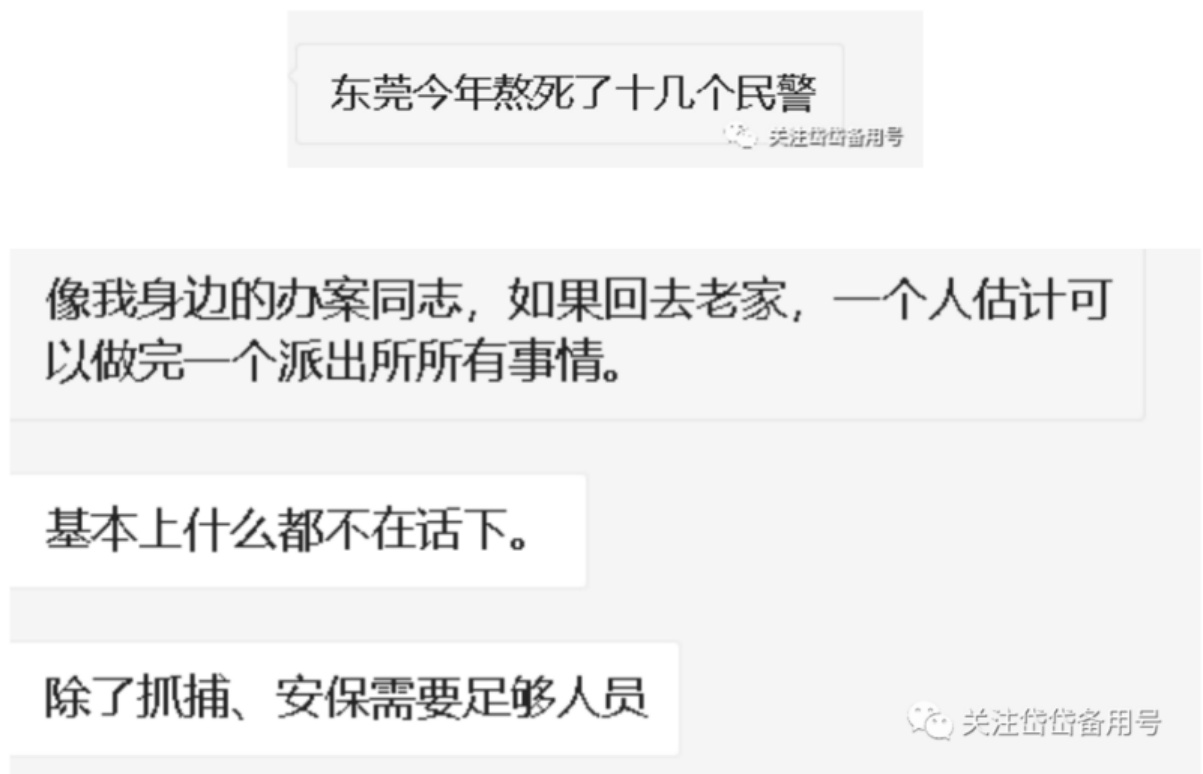 东莞今年熬死了十几个民警
关注岱岱备用号
像我身边的办案同志，如果回去老家，一个人估计可
以做完一个派出所所有事情。
基本上什么都不在话下。
除了抓捕、安保需要足够人员
关注岱岱备用号